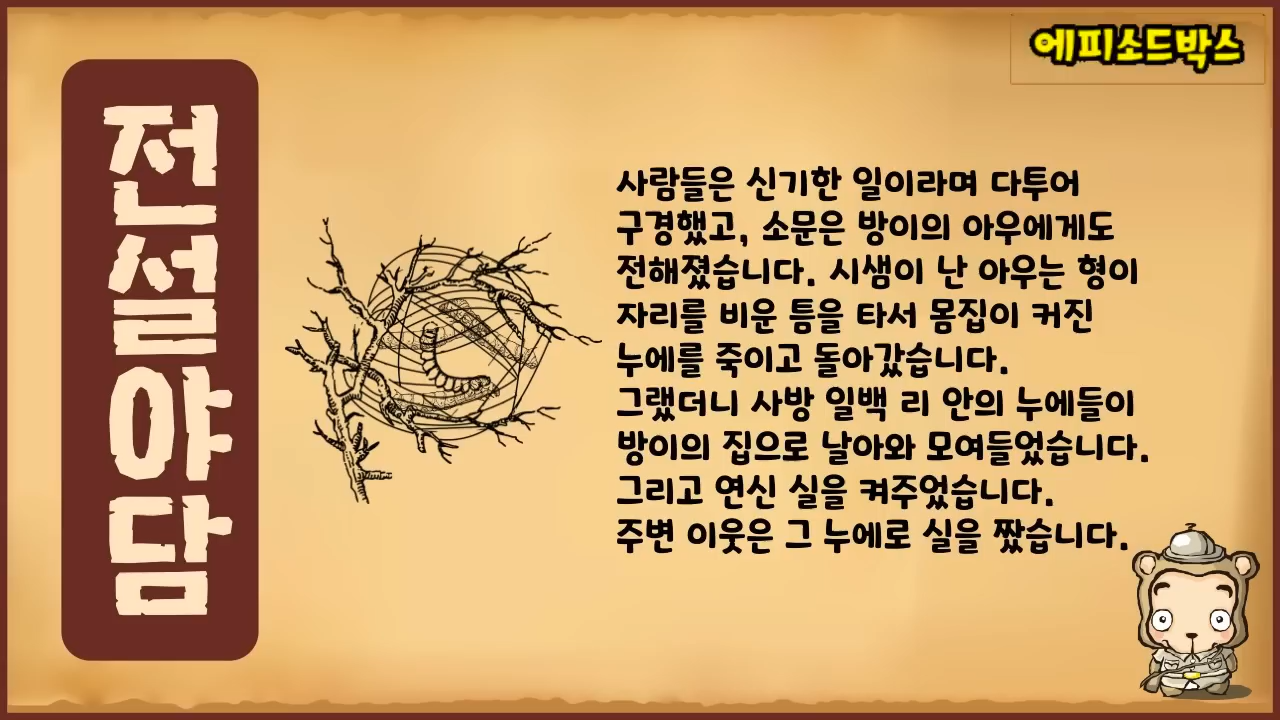 에피소드박스
전설야담
사람들은 신기한 일이라며 다투어
구경했고, 소문은 방이의 아우에게도
전해졌습니다. 시샘이 난 아우는 형이
자리를 비운 틈을 타서 몸집이 커진
누에를 죽이고 돌아갔습니다.
그랬더니 사방 일백 리 안의 누에들이
방이의 집으로 날아와 모여들었습니다.
그리고 연신 실을 켜주었습니다.
주변 이웃은 그 누에로 실을 짰습니다.